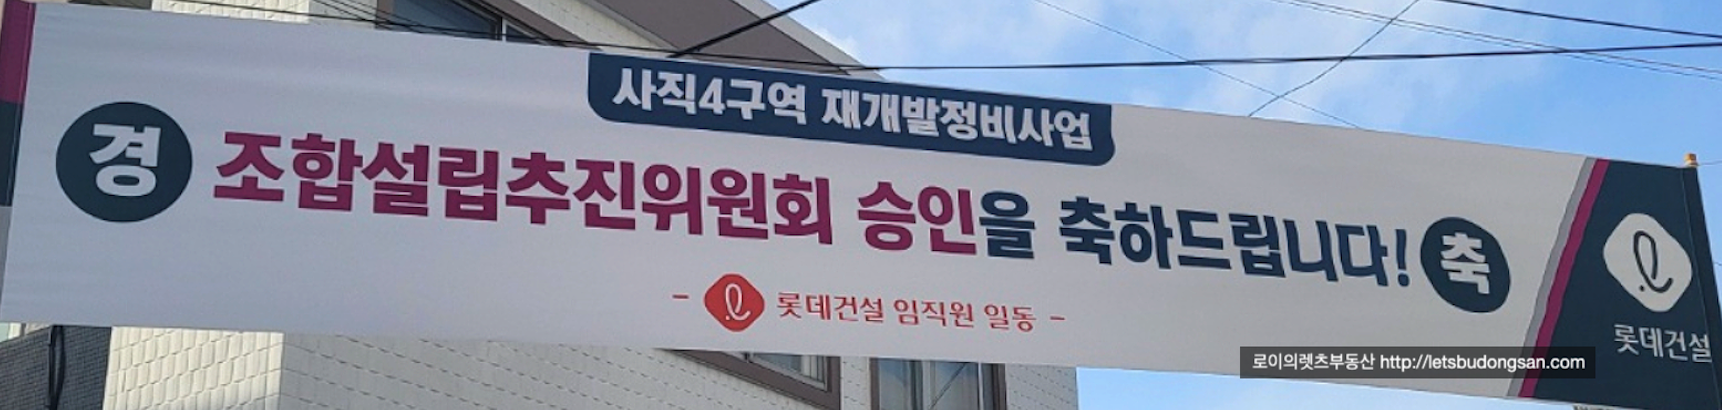 사직4구역 재개발정비사업
경 조합설립추진위원회 승인을 축하드립니다! 축
- 롯데건설 임직원 일동 -
롯데건설
로이의렛츠부동산 http://letsbudongsan.com